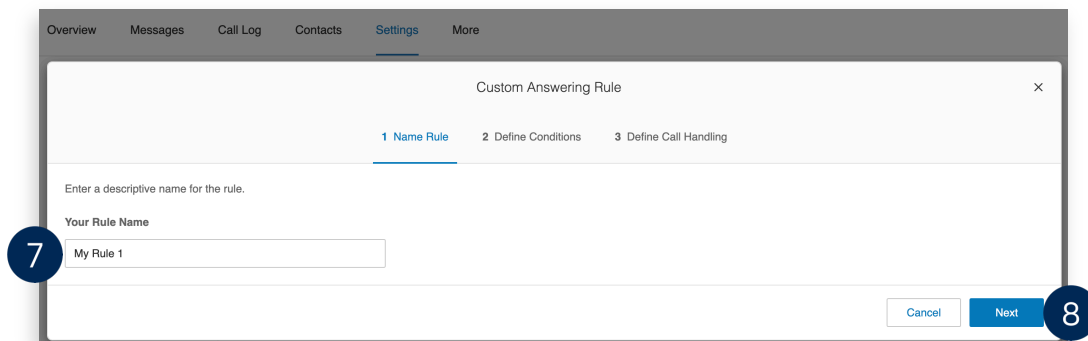 Overview Messages Call Log Contacts Settings More
Custom Answering Rule ×
1 Name Rule 2 Define Conditions 3 Define Call Handling
Enter a descriptive name for the rule.
Your Rule Name
7 My Rule 1
Cancel Next 8